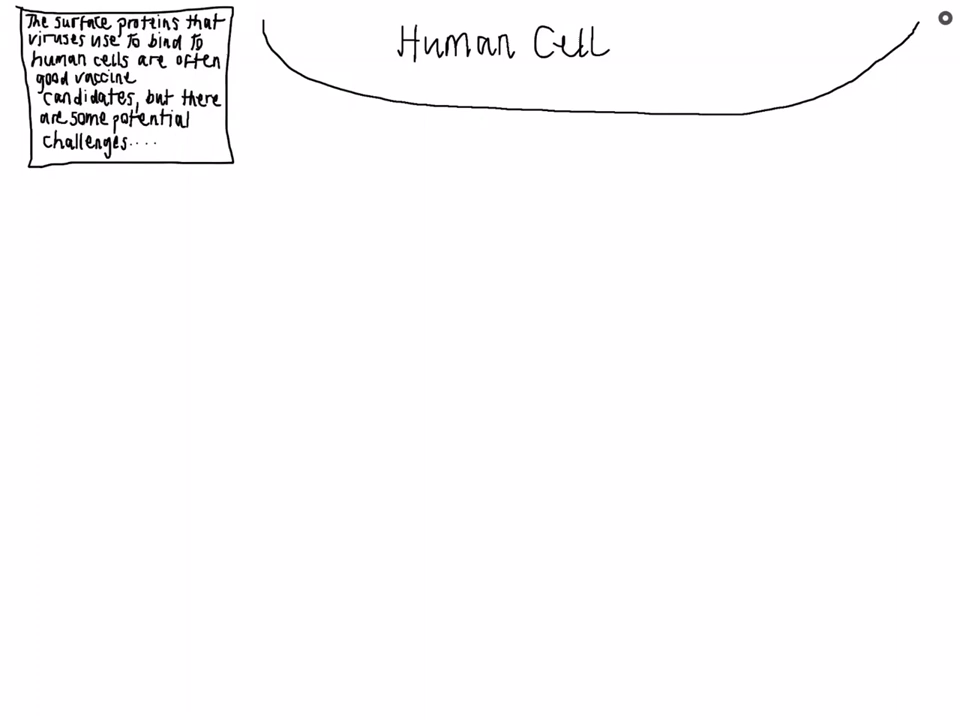 The surface proteins that
viruses use to bind to
human cells are often
good vaccine
candidates, but there
are some potential
challenges....
Human Cell